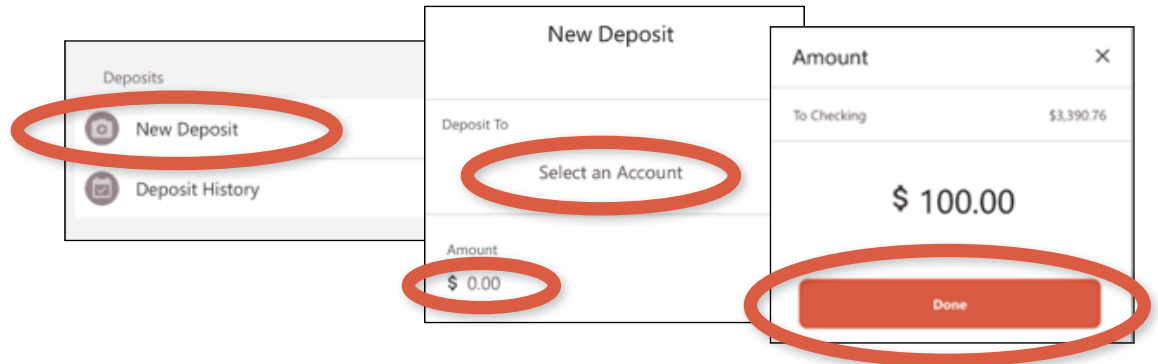 Deposits
New Deposit
Deposit History
New Deposit
Deposit To
Select an Account
Amount
$ 0.00
Amount ×
To Checking $3,390.76
$ 100.00
Done